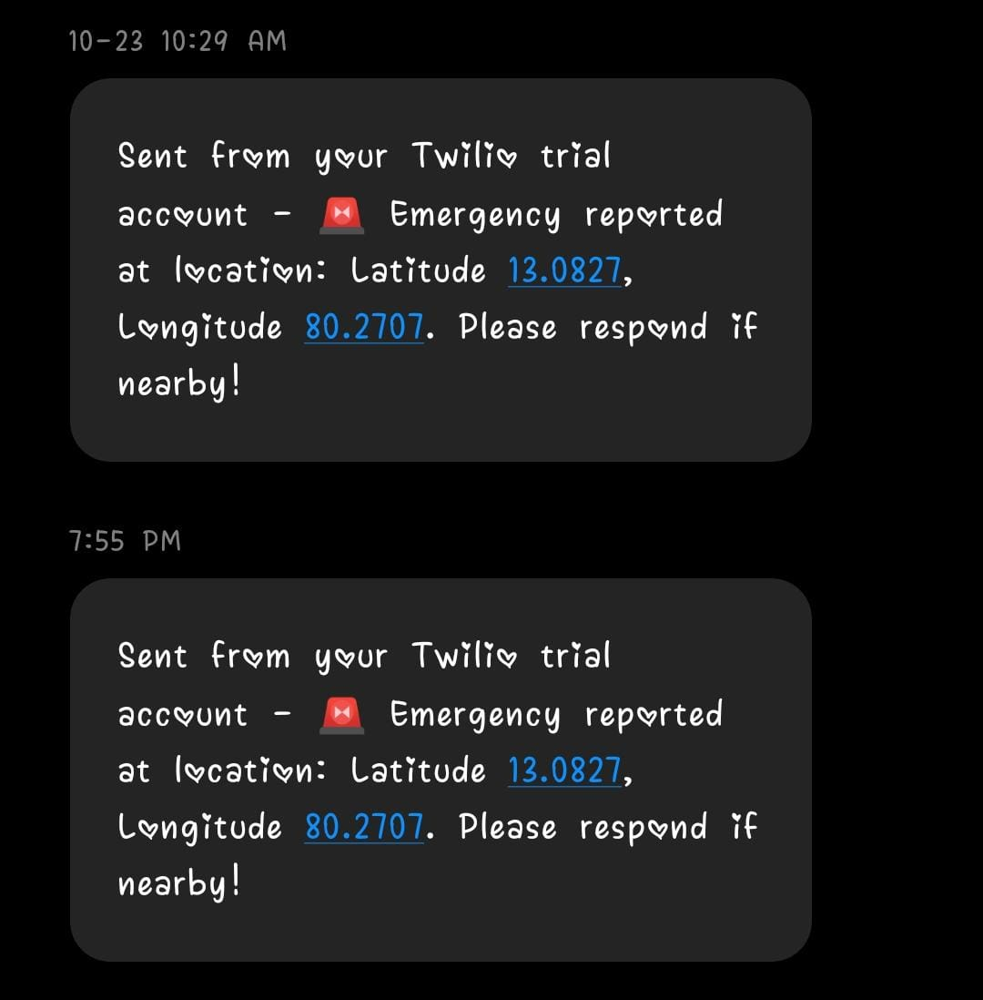 10-23 10:29 AM
Sent from your Twilio trial
account - 🚨 Emergency reported
at location: Latitude 13.0827,
Longitude 80.2707. Please respond if
nearby!
7:55 PM
Sent from your Twilio trial
account - 🚨 Emergency reported
at location: Latitude 13.0827,
Longitude 80.2707. Please respond if
nearby!